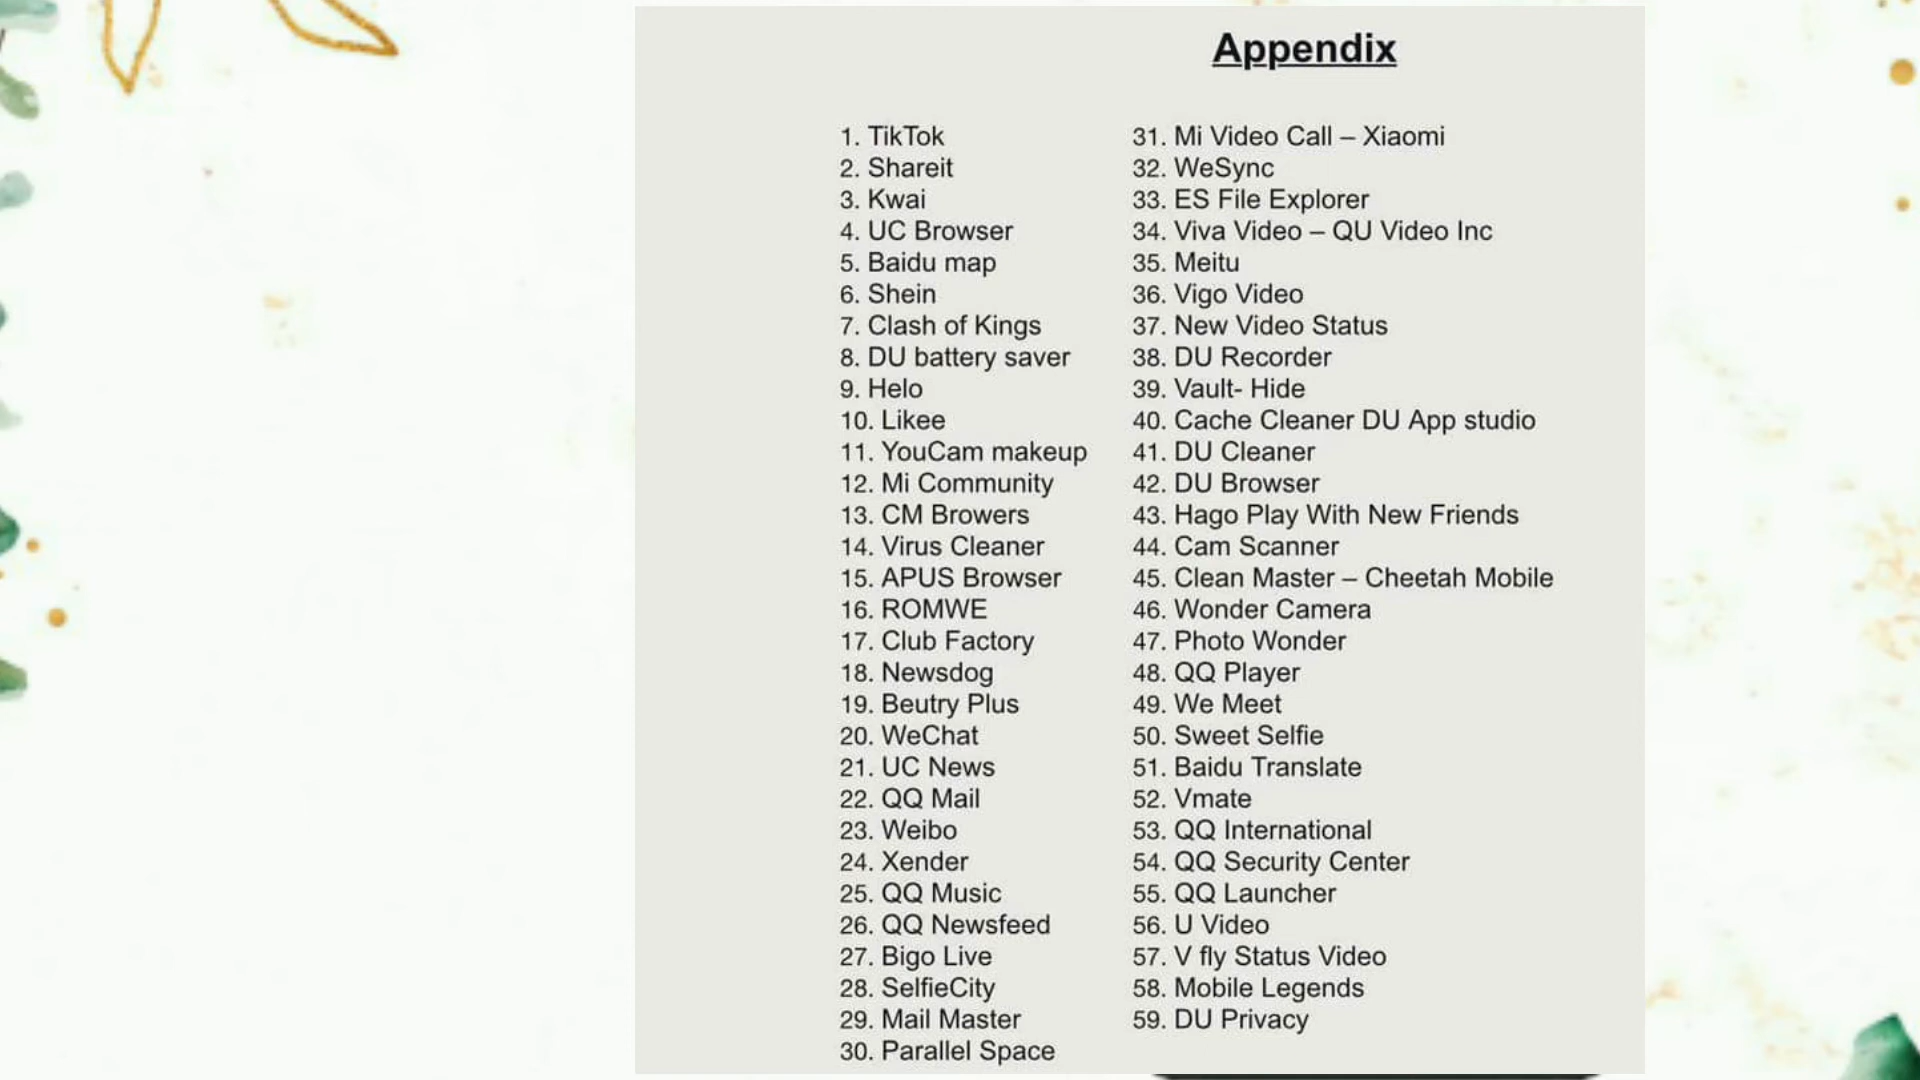 Appendix
1. TikTok
2. Shareit
3. Kwai
4. UC Browser
5. Baidu map
6. Shein
7. Clash of Kings
8. DU battery saver
9. Helo
10. Likee
11. YouCam makeup
12. Mi Community
13. CM Browers
14. Virus Cleaner
15. APUS Browser
16. ROMWE
17. Club Factory
18. Newsdog
19. Beutry Plus
20. WeChat
21. UC News
22. QQ Mail
23. Weibo
24. Xender
25. QQ Music
26. QQ Newsfeed
27. Bigo Live
28. SelfieCity
29. Mail Master
30. Parallel Space
31. Mi Video Call – Xiaomi
32. WeSync
33. ES File Explorer
34. Viva Video – QU Video Inc
35. Meitu
36. Vigo Video
37. New Video Status
38. DU Recorder
39. Vault- Hide
40. Cache Cleaner DU App studio
41. DU Cleaner
42. DU Browser
43. Hago Play With New Friends
44. Cam Scanner
45. Clean Master – Cheetah Mobile
46. Wonder Camera
47. Photo Wonder
48. QQ Player
49. We Meet
50. Sweet Selfie
51. Baidu Translate
52. Vmate
53. QQ International
54. QQ Security Center
55. QQ Launcher
56. U Video
57. V fly Status Video
58. Mobile Legends
59. DU Privacy